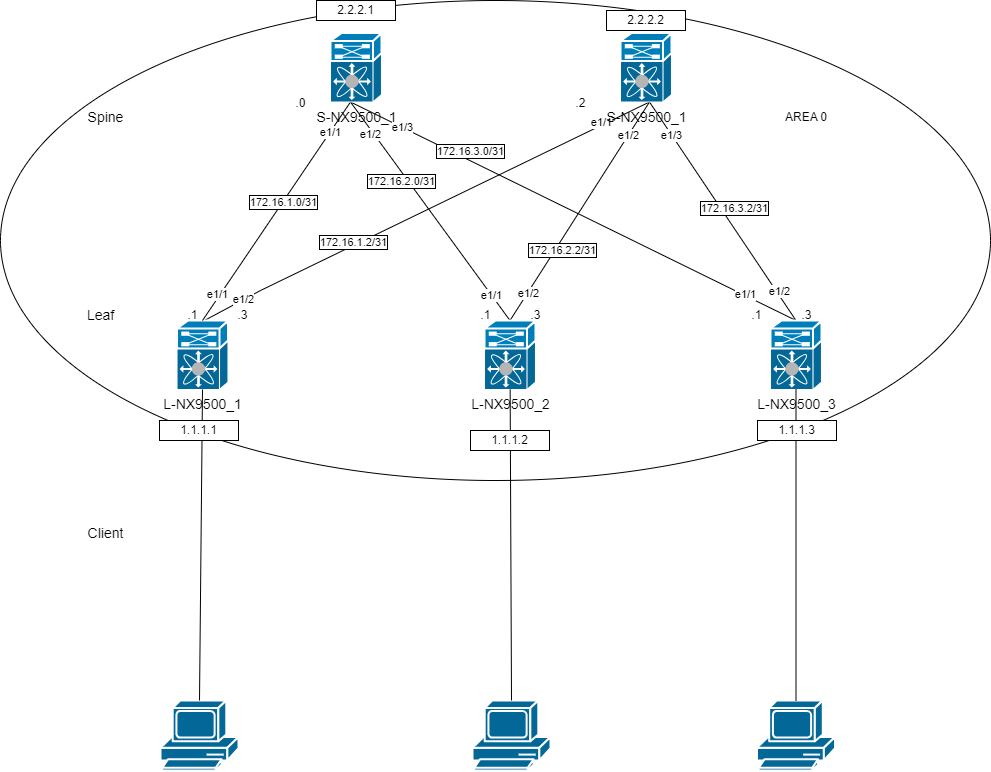 2.2.2.1
2.2.2.2
.0
.2
Spine
S-NX9500_1
S-NX9500_1
AREA 0
e1/1
e1/2
e1/3
e1/1
e1/2
e1/3
172.16.3.0/31
172.16.2.0/31
172.16.1.0/31
172.16.3.2/31
172.16.1.2/31
172.16.2.2/31
e1/1
e1/2
e1/1
e1/2
e1/1
e1/2
Leaf
.1
.3
.1
.3
.1
.3
L-NX9500_1
L-NX9500_2
L-NX9500_3
1.1.1.1
1.1.1.2
1.1.1.3
Client